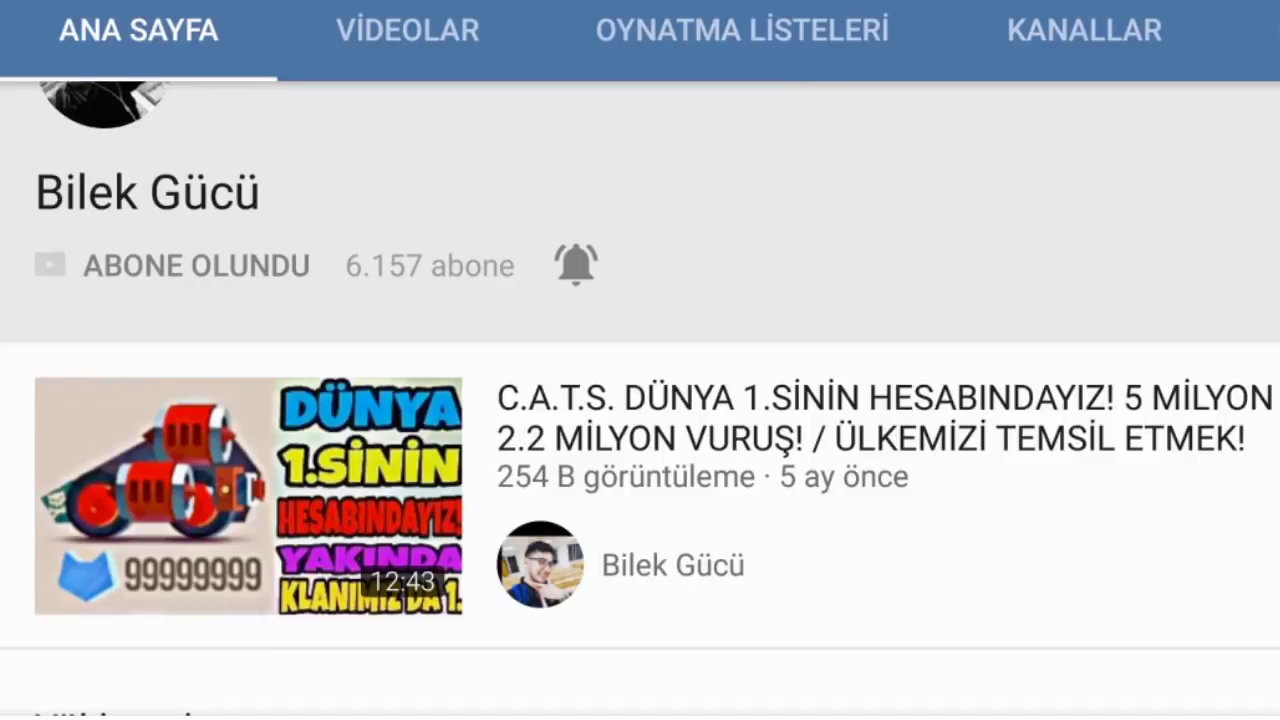 ANA SAYFA
VİDEOLAR
OYNATMA LİSTELERİ
KANALLAR
Bilek Gücü
ABONE OLUNDU
6.157 abone
DÜNYA
1.SİNİN
HESABINDAYIZ!
YAKINDA
KLANIMIZ DA 1.
99999999
12:43
C.A.T.S. DÜNYA 1.SİNİN HESABINDAYIZ! 5 MİLYON
2.2 MİLYON VURUŞ! / ÜLKEMİZİ TEMSİL ETMEK!
254 B görüntüleme · 5 ay önce
Bilek Gücü